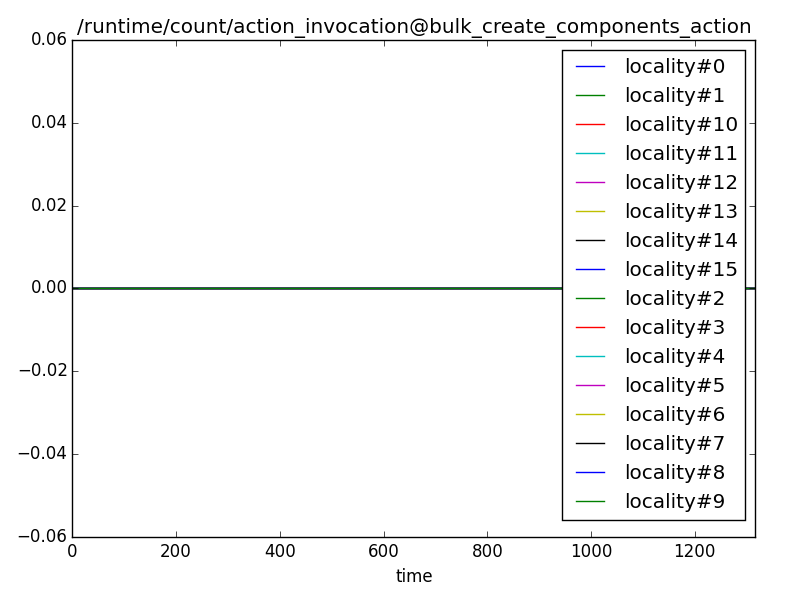 /runtime/count/action_invocation@bulk_create_components_action
0.06
0.04
0.02
0.00
−0.02
−0.04
−0.06
locality#0
locality#1
locality#10
locality#11
locality#12
locality#13
locality#14
locality#15
locality#2
locality#3
locality#4
locality#5
locality#6
locality#7
locality#8
locality#9
0 200 400 600 800 1000 1200
time